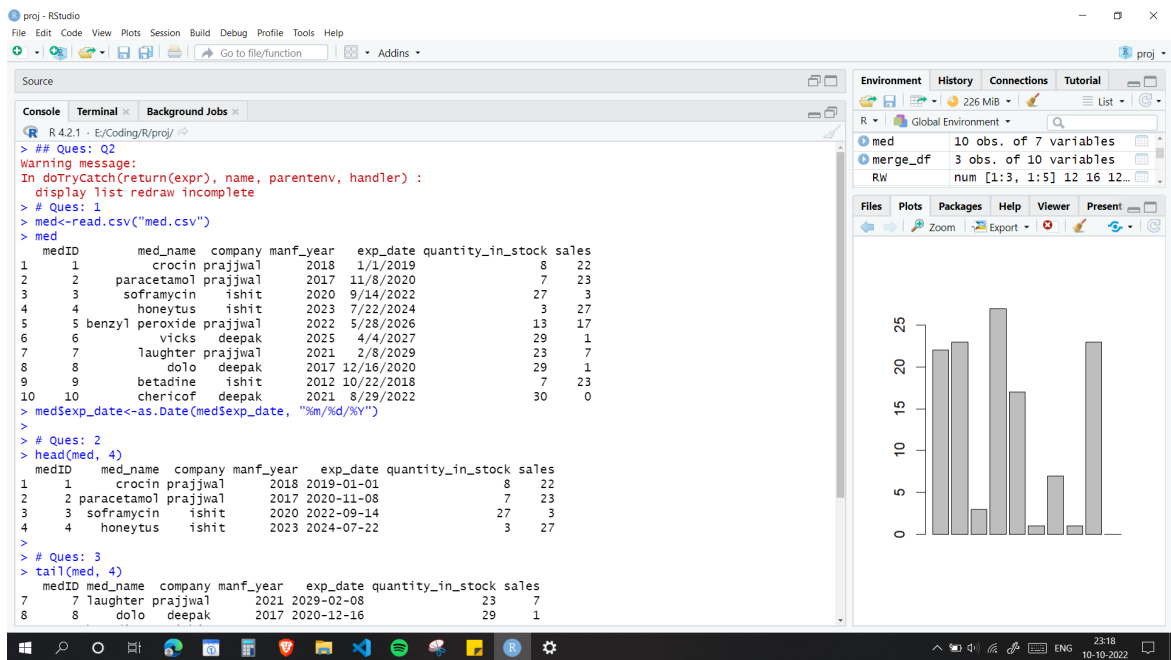 proj - RStudio
File Edit Code View Plots Session Build Debug Profile Tools Help
Go to file/function Addins proj
Source
Console Terminal Background Jobs
R 4.2.1 · E:/Coding/R/proj/
> ## Ques: Q2
Warning message:
In doTryCatch(return(expr), name, parentenv, handler) :
  display list redraw incomplete
> # Ques: 1
> med<-read.csv("med.csv")
> med
   medID        med_name  company manf_year   exp_date quantity_in_stock sales
1      1          crocin prajjwal      2018   1/1/2019                 8    22
2      2     paracetamol prajjwal      2017  11/8/2020                 7    23
3      3      soframycin    ishit      2020  9/14/2022                27     3
4      4        honeytus    ishit      2023  7/22/2024                 3    27
5      5 benzyl peroxide prajjwal      2022  5/28/2026                13    17
6      6           vicks   deepak      2025   4/4/2027                29     1
7      7        laughter prajjwal      2021   2/8/2029                23     7
8      8            dolo   deepak      2017 12/16/2020                29     1
9      9        betadine    ishit      2012 10/22/2018                 7    23
10    10        chericof   deepak      2021  8/29/2022                30     0
> med$exp_date<-as.Date(med$exp_date, "%m/%d/%Y")
>
> # Ques: 2
> head(med, 4)
  medID    med_name  company manf_year   exp_date quantity_in_stock sales
1     1      crocin prajjwal      2018 2019-01-01                 8    22
2     2 paracetamol prajjwal      2017 2020-11-08                 7    23
3     3  soframycin    ishit      2020 2022-09-14                27     3
4     4    honeytus    ishit      2023 2024-07-22                 3    27
>
> # Ques: 3
> tail(med, 4)
   medID med_name  company manf_year   exp_date quantity_in_stock sales
7      7 laughter prajjwal      2021 2029-02-08                23     7
8      8     dolo   deepak      2017 2020-12-16                29     1
Environment History Connections Tutorial
226 MiB List
R Global Environment
med 10 obs. of 7 variables
merge_df 3 obs. of 10 variables
RW num [1:3, 1:5] 12 16 12…
Files Plots Packages Help Viewer Present
Zoom Export
25
20
15
10
5
0
ENG
23:18
10-10-2022